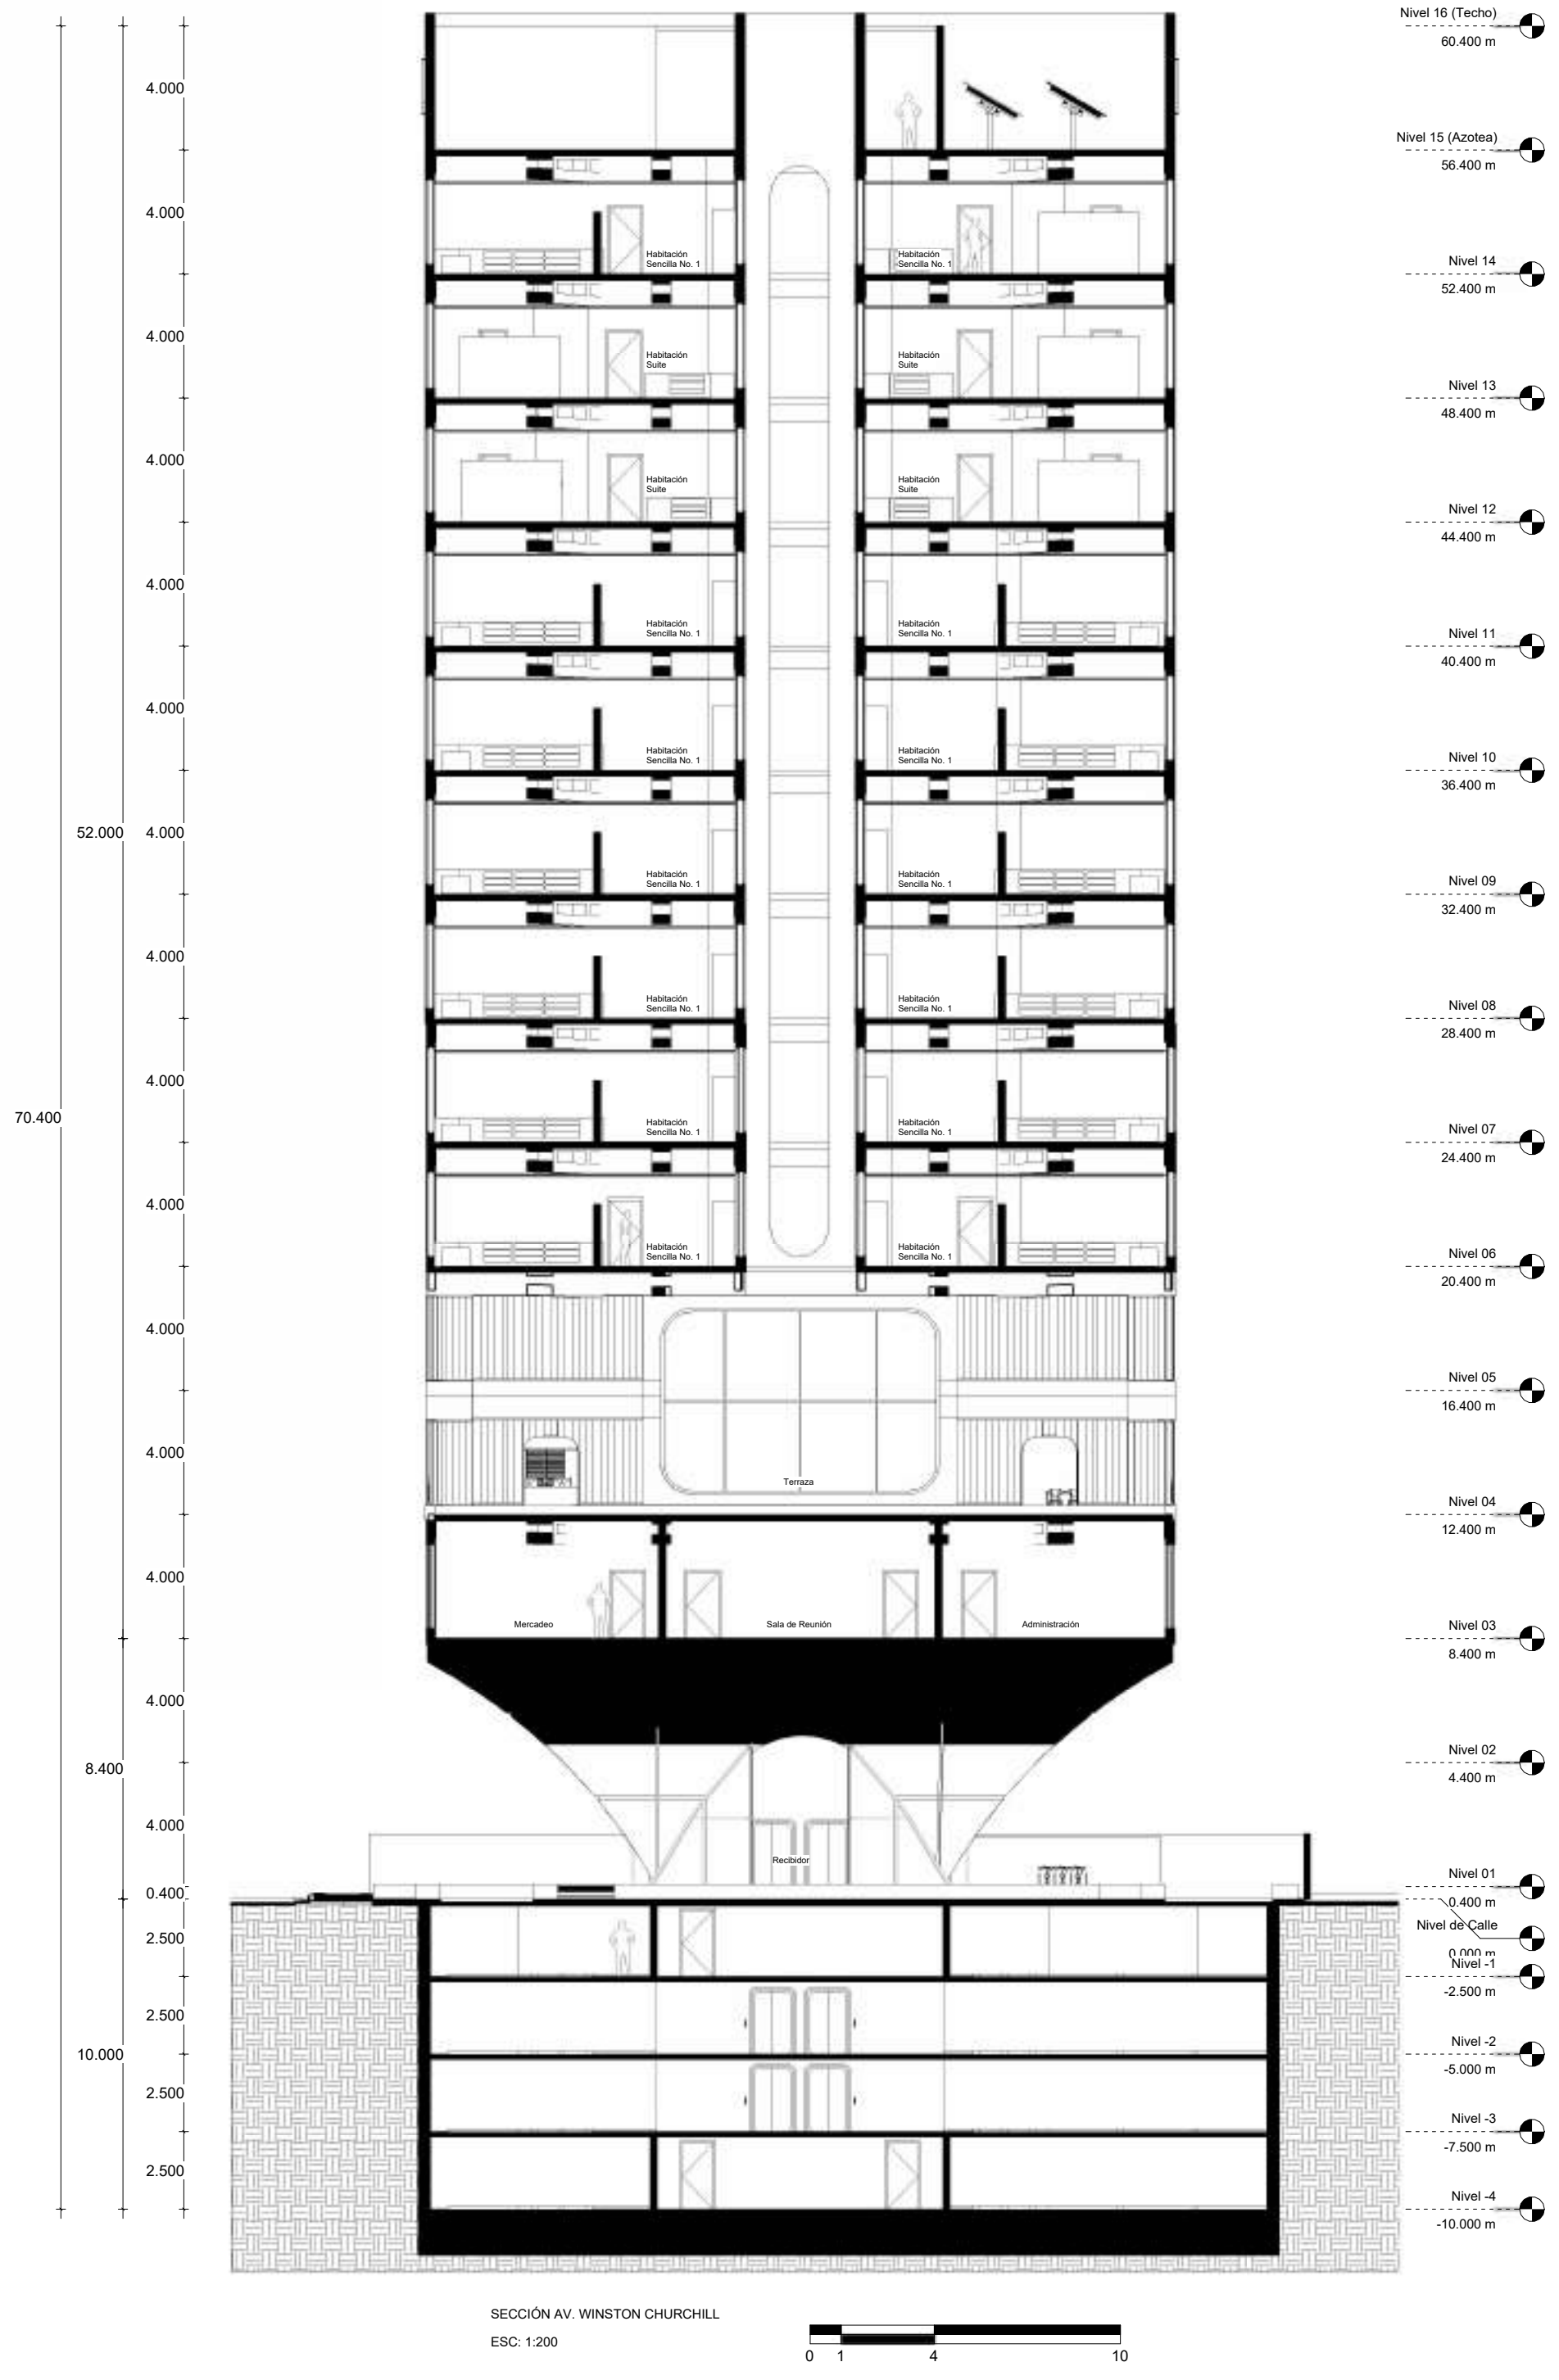 Nivel 16 (Techo)
60.400 m
4.000
Nivel 15 (Azotea)
56.400 m
4.000
Habitación
Sencilla No. 1
Habitación
Sencilla No. 1
Nivel 14
52.400 m
4.000
Habitación
Suite
Habitación
Suite
Nivel 13
48.400 m
4.000
Habitación
Suite
Habitación
Suite
Nivel 12
44.400 m
4.000
Habitación
Sencilla No. 1
Habitación
Sencilla No. 1
Nivel 11
40.400 m
4.000
Habitación
Sencilla No. 1
Habitación
Sencilla No. 1
Nivel 10
36.400 m
52.000
4.000
Habitación
Sencilla No. 1
Habitación
Sencilla No. 1
Nivel 09
32.400 m
4.000
Habitación
Sencilla No. 1
Habitación
Sencilla No. 1
Nivel 08
28.400 m
4.000
70.400
Habitación
Sencilla No. 1
Habitación
Sencilla No. 1
Nivel 07
24.400 m
4.000
Habitación
Sencilla No. 1
Habitación
Sencilla No. 1
Nivel 06
20.400 m
4.000
Nivel 05
16.400 m
4.000
Terraza
Nivel 04
12.400 m
4.000
Mercadeo
Sala de Reunión
Administración
Nivel 03
8.400 m
4.000
Nivel 02
4.400 m
8.400
4.000
Recibidor
Nivel 01
0.400 m
0.400
Nivel de Calle
0.000 m
2.500
Nivel -1
-2.500 m
2.500
Nivel -2
-5.000 m
10.000
2.500
Nivel -3
-7.500 m
2.500
Nivel -4
-10.000 m
SECCIÓN AV. WINSTON CHURCHILL
ESC: 1:200
0 1 4 10